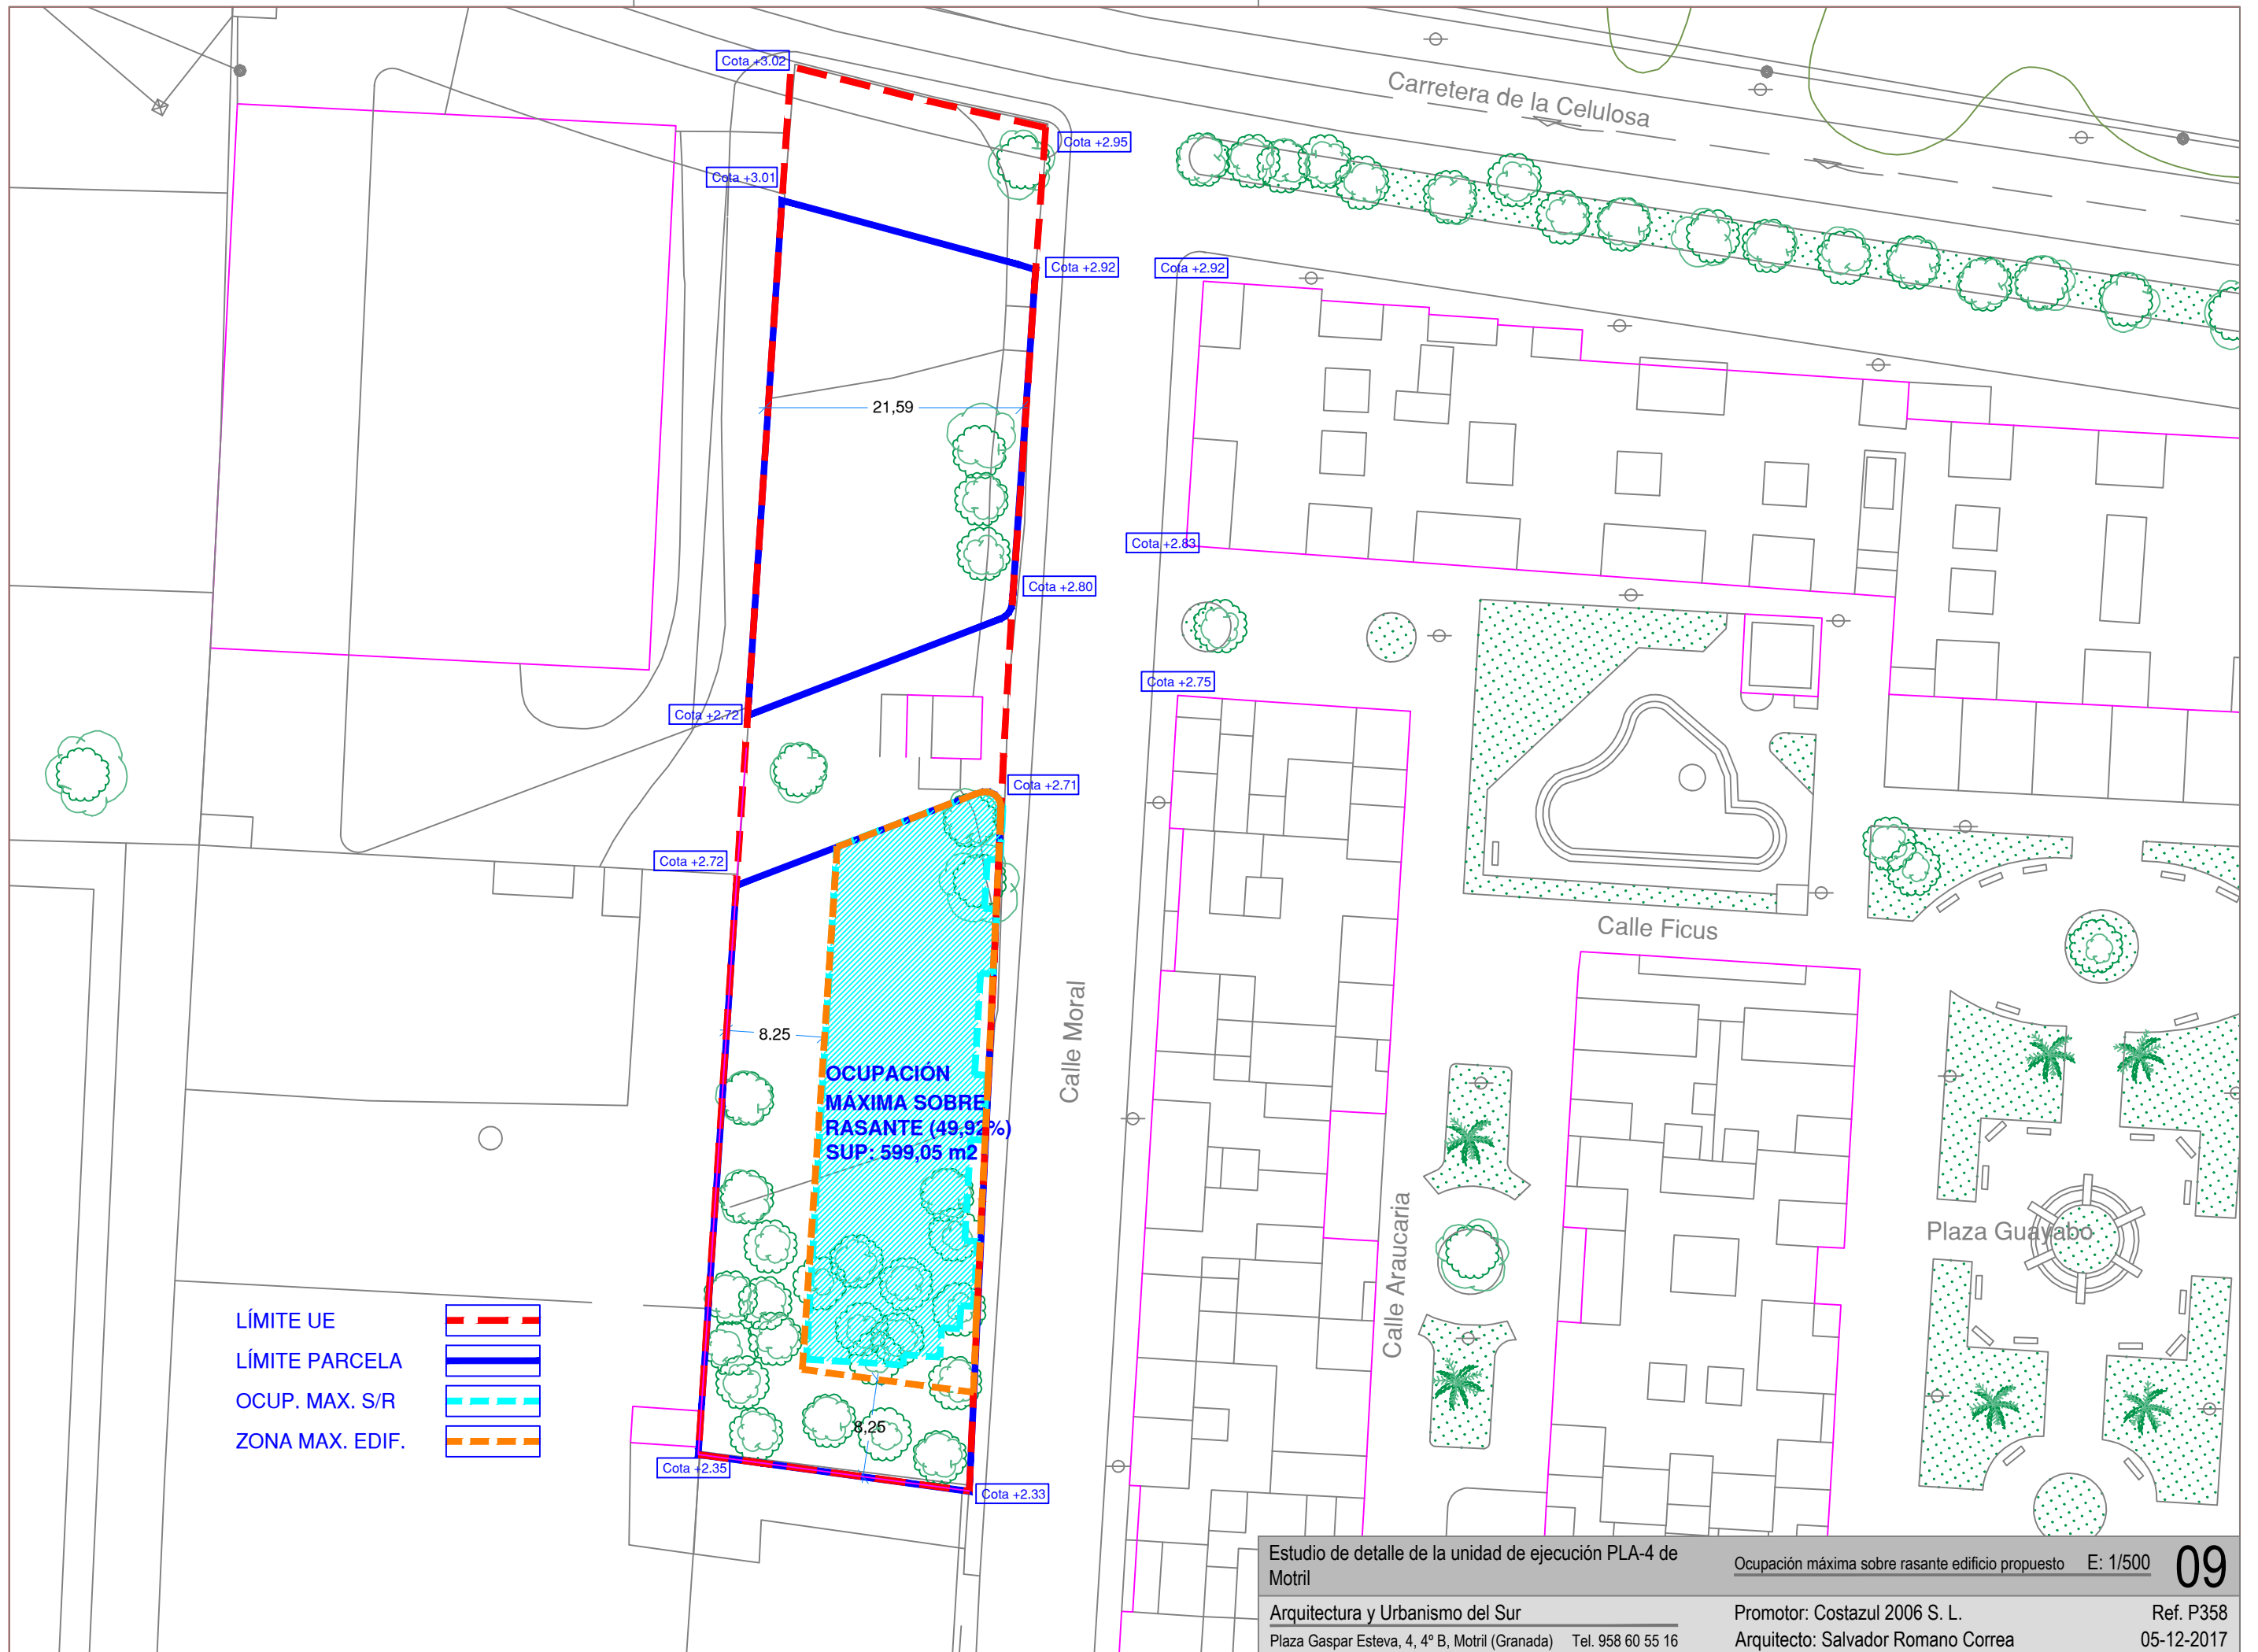 Cota +3.02
Carretera de la Celulosa
Cota +2.95
Cota +3.01
Cota +2.92
Cota +2.92
21,59
Cota +2.83
Cota +2.80
Cota +2.75
Cota +2.72
Cota +2.71
Cota +2.72
Calle Ficus
8.25
Calle Moral
OCUPACIÓN
MÁXIMA SOBRE
RASANTE (49,92%)
SUP: 599,05 m2
Calle Araucaria
Plaza Guayabo
LÍMITE UE
LÍMITE PARCELA
OCUP. MAX. S/R
ZONA MAX. EDIF.
8,25
Cota +2.35
Cota +2.33
Estudio de detalle de la unidad de ejecución PLA-4 de
Motril
Ocupación máxima sobre rasante edificio propuesto E: 1/500 09
Arquitectura y Urbanismo del Sur
Plaza Gaspar Esteva, 4, 4º B, Motril (Granada) Tel. 958 60 55 16
Promotor: Costazul 2006 S. L. Ref. P358
Arquitecto: Salvador Romano Correa 05-12-2017